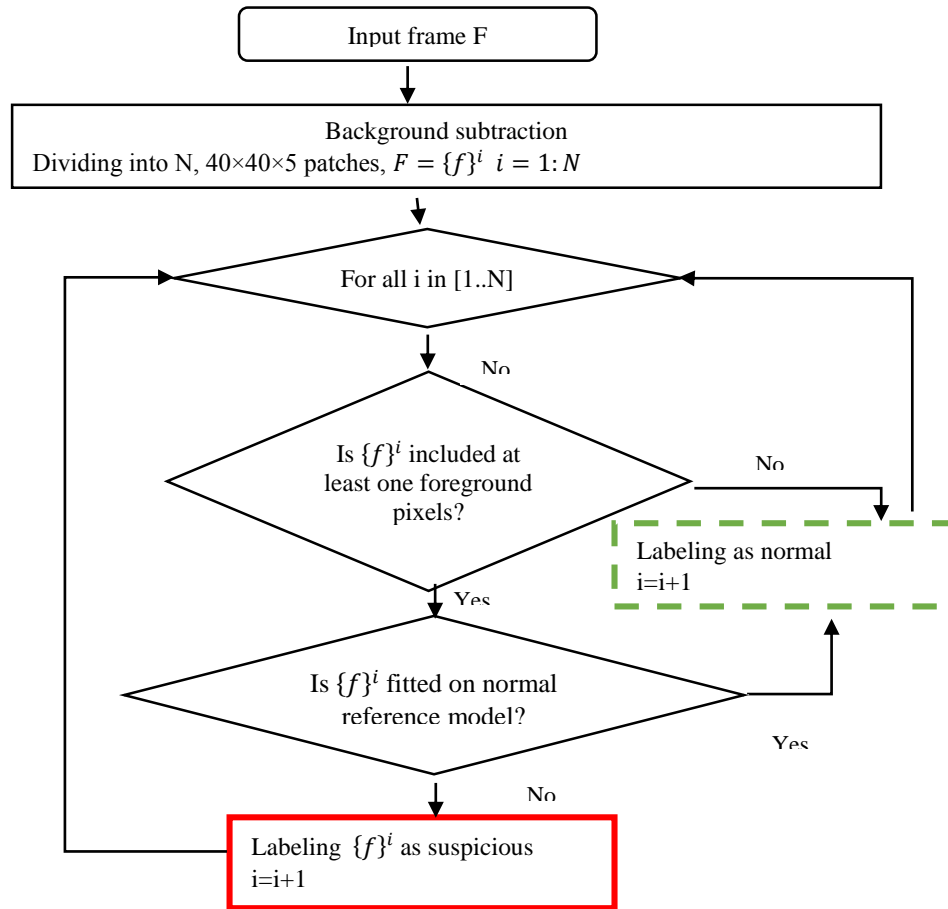 Input frame F
Background subtraction
Dividing into N, 40×40×5 patches, F = {f}^i i = 1: N
For all i in [1..N]
No
Is {f}^i included at
least one foreground
pixels?
No
Labeling as normal
i=i+1
Yes
Is {f}^i fitted on normal
reference model?
Yes
No
Labeling {f}^i as suspicious
i=i+1